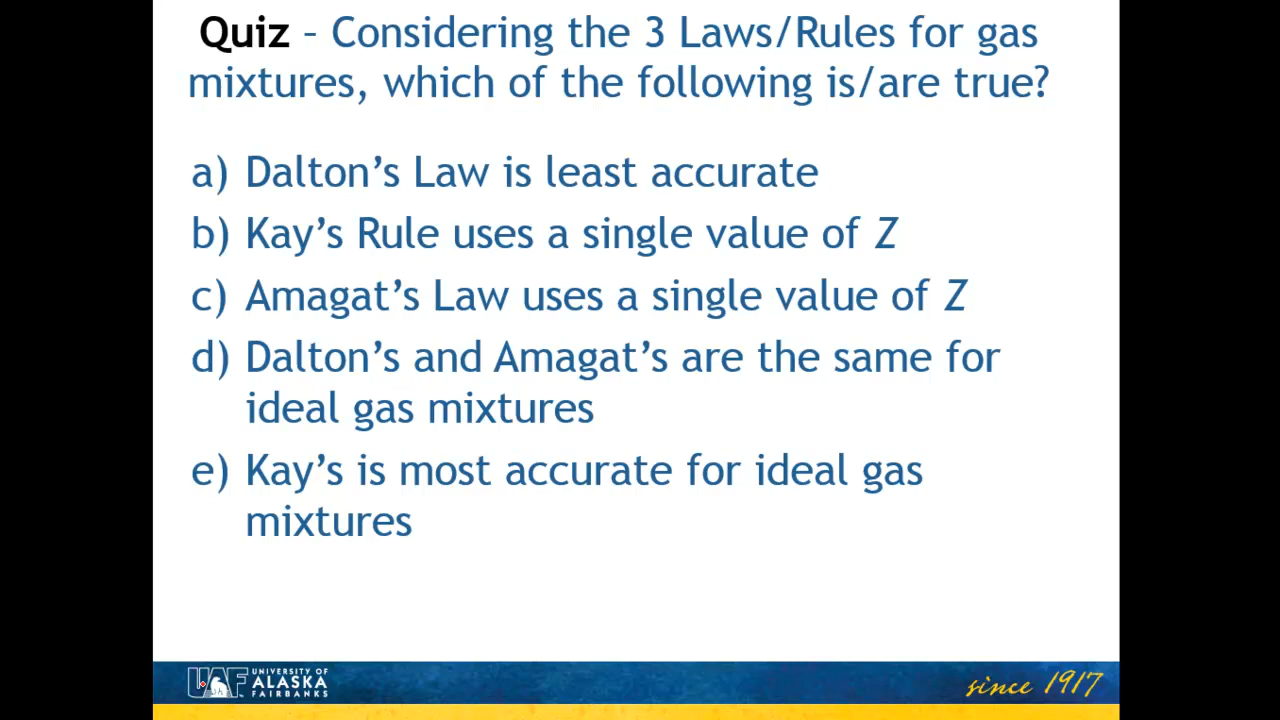 Quiz – Considering the 3 Laws/Rules for gas
mixtures, which of the following is/are true?
a) Dalton’s Law is least accurate
b) Kay’s Rule uses a single value of Z
c) Amagat’s Law uses a single value of Z
d) Dalton’s and Amagat’s are the same for
ideal gas mixtures
e) Kay’s is most accurate for ideal gas
mixtures
UAF
UNIVERSITY OF
ALASKA
FAIRBANKS
since 1917